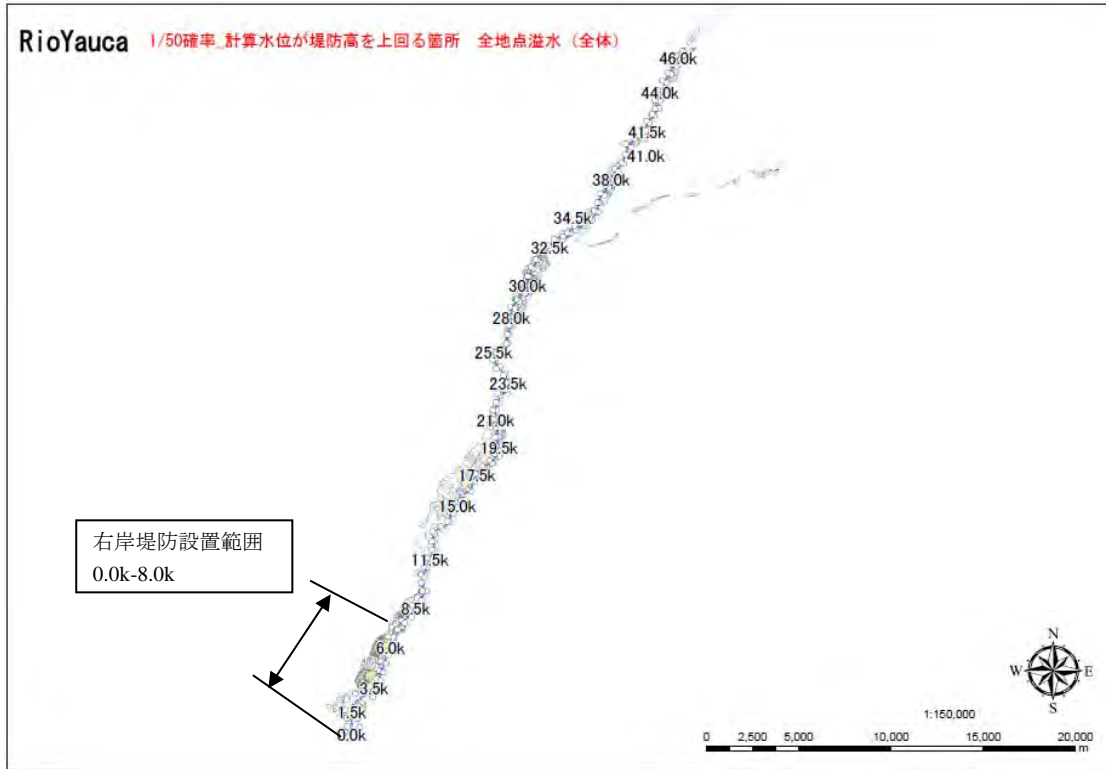 RioYauca 1/50確率_計算水位が堤防高を上回る箇所 全地点溢水（全体）
46.0k
44.0k
41.5k
41.0k
38.0k
34.5k
32.5k
30.0k
28.0k
25.5k
23.5k
21.0k
19.5k
17.5k
15.0k
11.5k
右岸堤防設置範囲
0.0k-8.0k
8.5k
6.0k
3.5k
1.5k
0.0k
N
W E
S
1:150,000
0 2,500 5,000 10,000 15,000 20,000
m